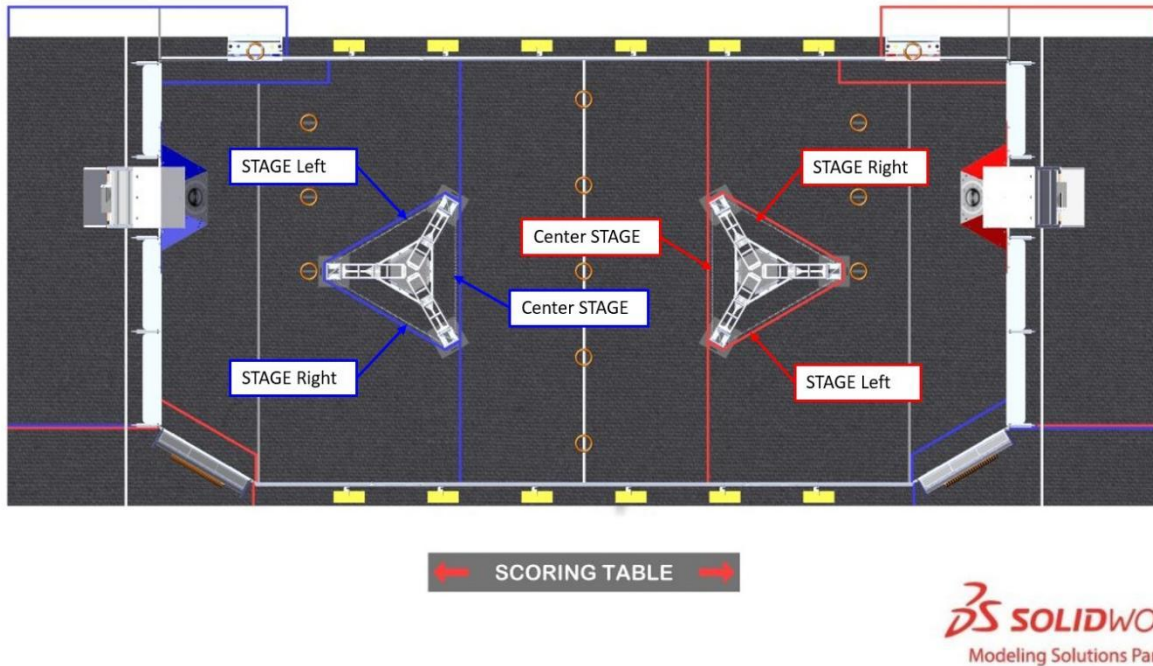 STAGE Left
STAGE Right
Center STAGE
Center STAGE
STAGE Right
STAGE Left
SCORING TABLE
SOLIDWO
Modeling Solutions Par